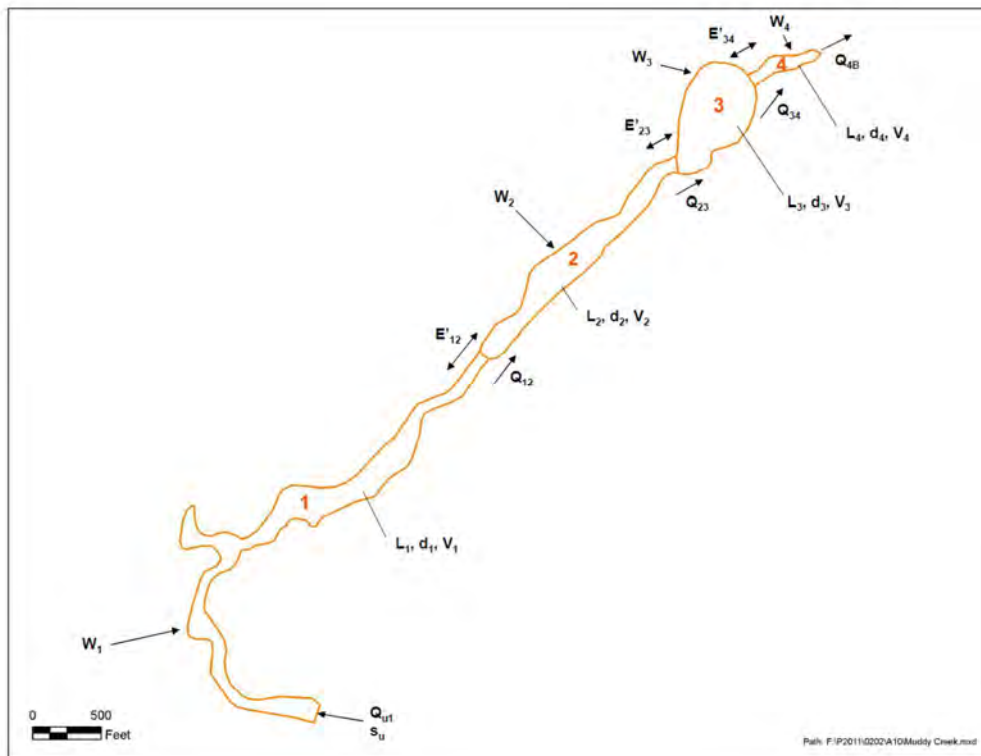 W4
E'34
W3
4
Q4B
3
Q34
E'23
L4, d4, V4
W2
Q23
L3, d3, V3
2
L2, d2, V2
E'12
Q12
1
L1, d1, V1
W1
0 500
Feet
Qu1
su
Path: F:\P2011\0202\A10\Muddy Creek.mxd